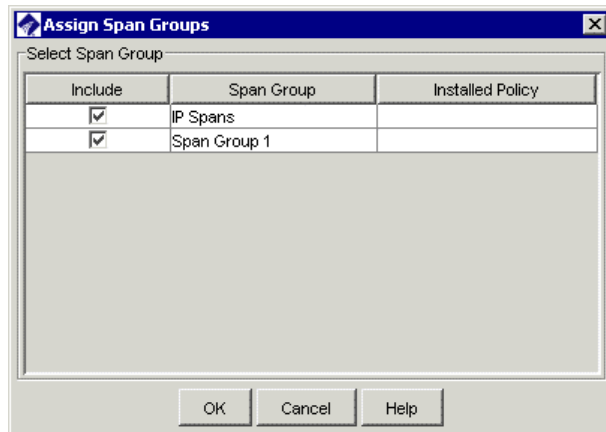 Assign Span Groups
Select Span Group
Include Span Group Installed Policy
IP Spans
Span Group 1
OK Cancel Help